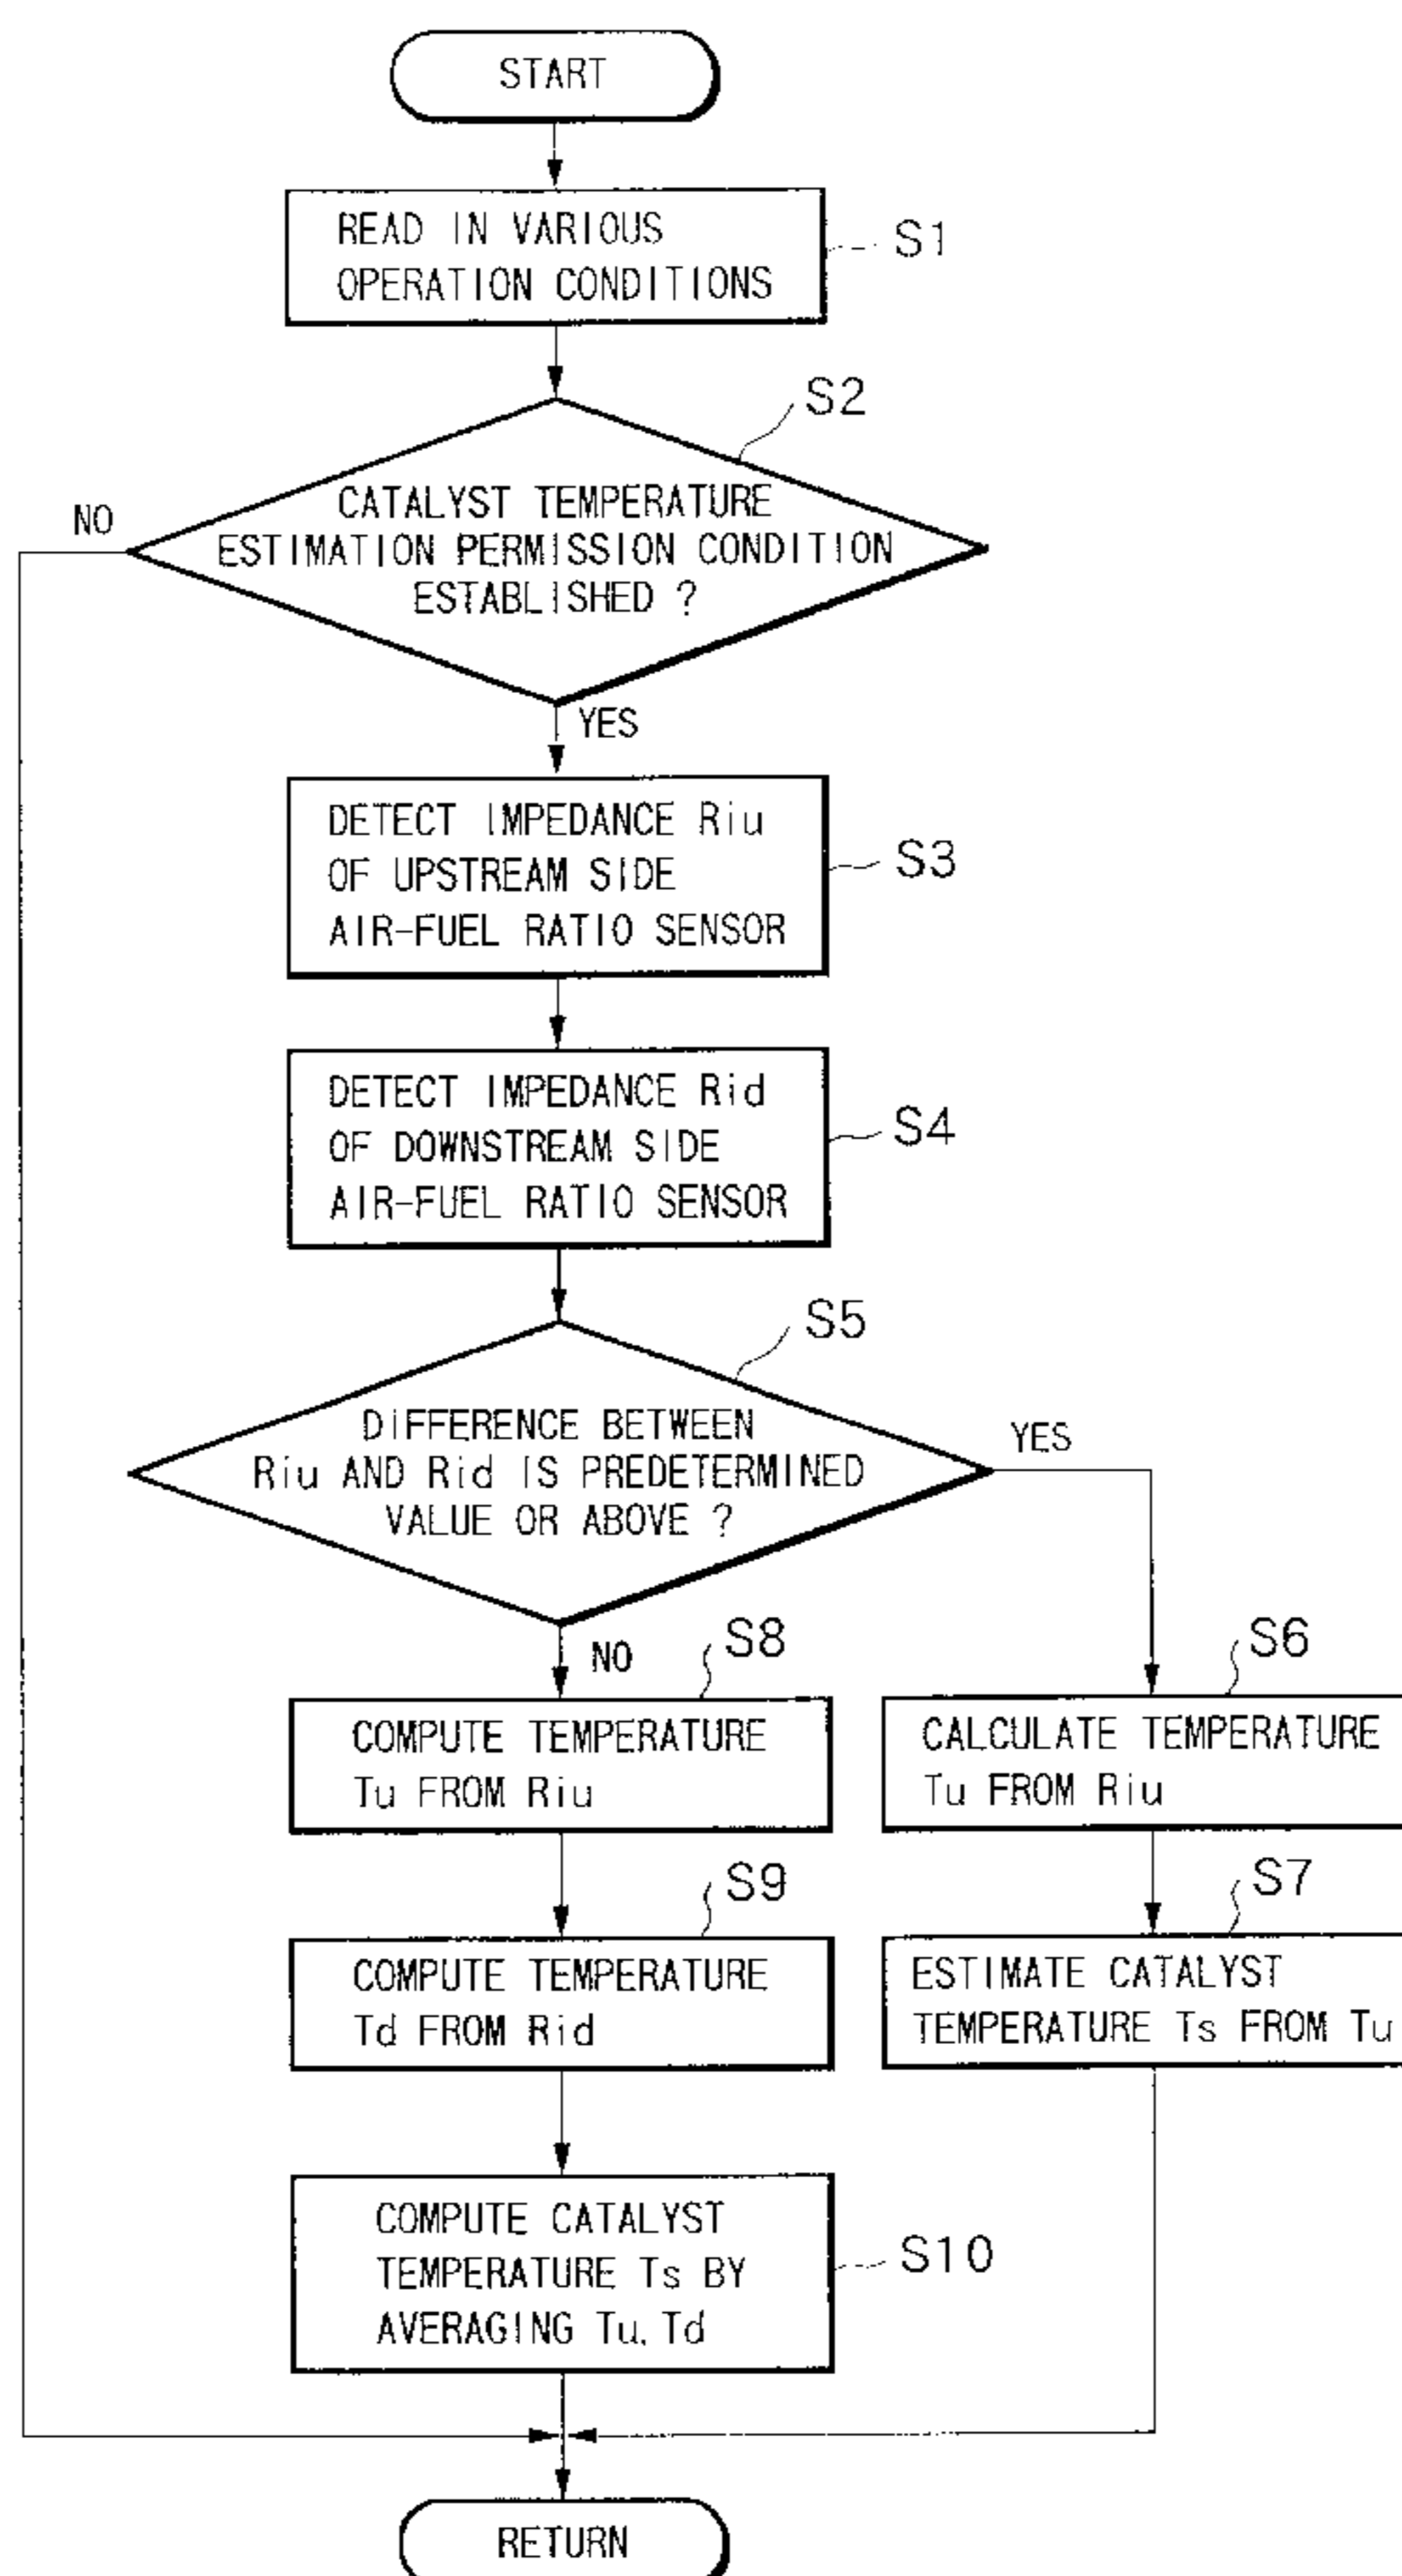 START
READ IN VARIOUS
OPERATION CONDITIONS
S1
S2
CATALYST TEMPERATURE
ESTIMATION PERMISSION CONDITION
ESTABLISHED ?
NO
YES
DETECT IMPEDANCE Riu
OF UPSTREAM SIDE
AIR-FUEL RATIO SENSOR
S3
DETECT IMPEDANCE Rid
OF DOWNSTREAM SIDE
AIR-FUEL RATIO SENSOR
S4
S5
DIFFERENCE BETWEEN
Riu AND Rid IS PREDETERMINED
VALUE OR ABOVE ?
YES
NO
S8
COMPUTE TEMPERATURE
Tu FROM Riu
S6
CALCULATE TEMPERATURE
Tu FROM Riu
S9
COMPUTE TEMPERATURE
Td FROM Rid
S7
ESTIMATE CATALYST
TEMPERATURE Ts FROM Tu
COMPUTE CATALYST
TEMPERATURE Ts BY
AVERAGING Tu, Td
S10
RETURN